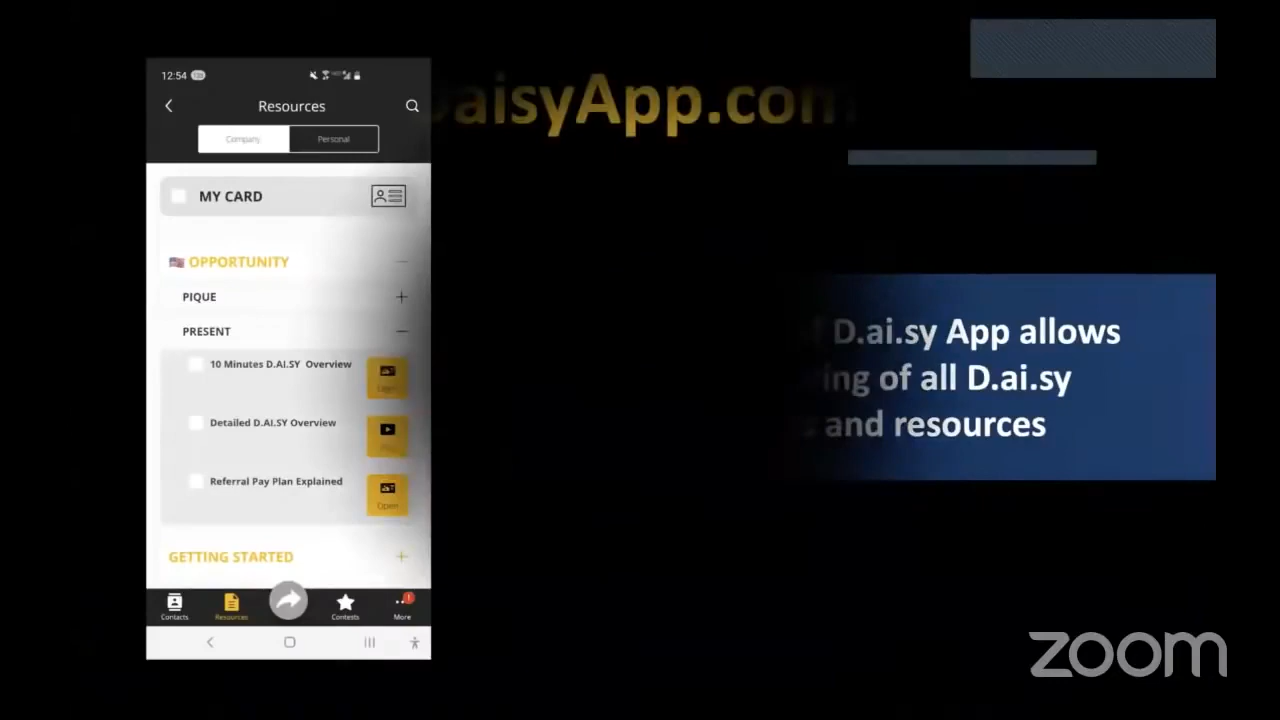 12:54
Resources
Company Personal
MY CARD
OPPORTUNITY
PIQUE
PRESENT
10 Minutes D.AI.SY Overview
Detailed D.AI.SY Overview
Referral Pay Plan Explained
Open
GETTING STARTED
Contacts Resources Contests More
aisyApp.com
D.ai.sy App allows
ing of all D.ai.sy
and resources
zoom